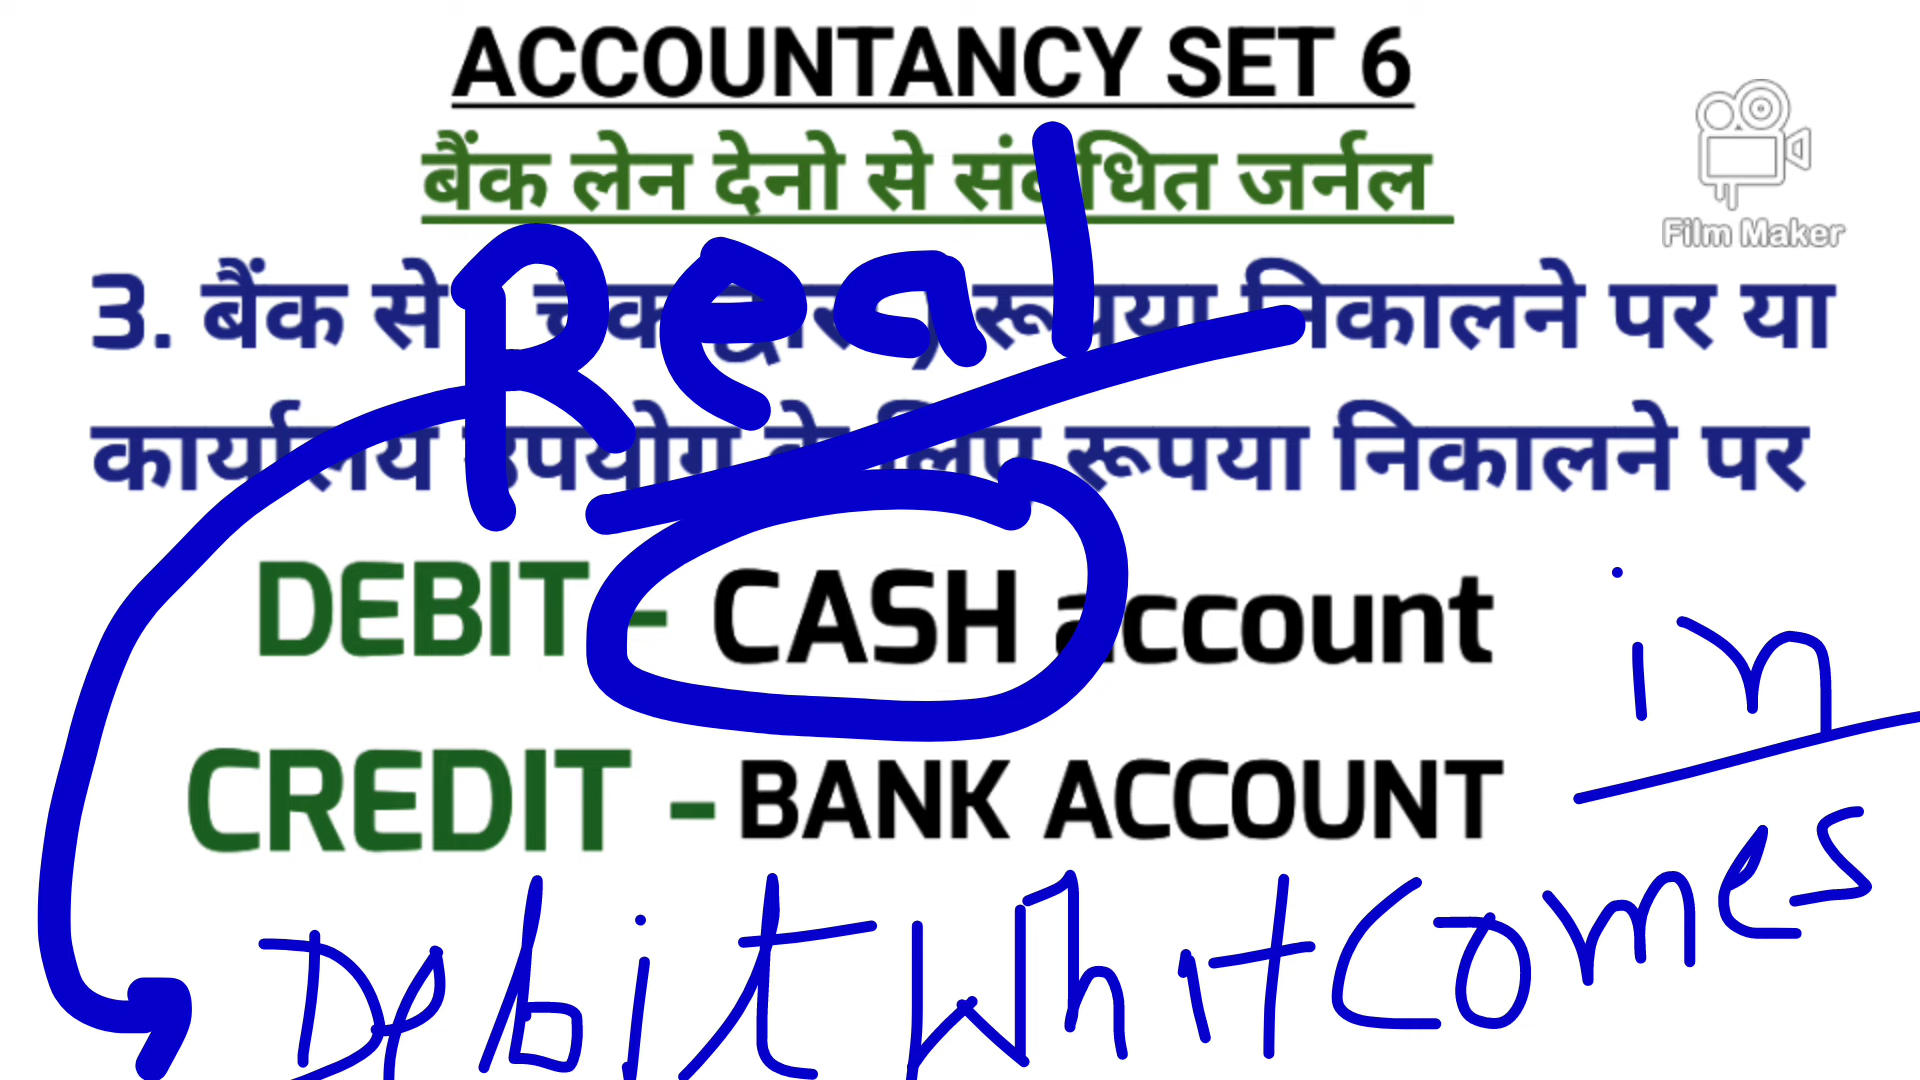 ACCOUNTANCY SET 6
बैंक लेन देनो से संबंधित जर्नल
Film Maker
Real
3. बैंक से (चेक द्वारा) रूपया निकालने पर या
कार्यालय उपयोग के लिए रूपया निकालने पर
DEBIT - CASH account
in
CREDIT - BANK ACCOUNT
Debit Whit Comes